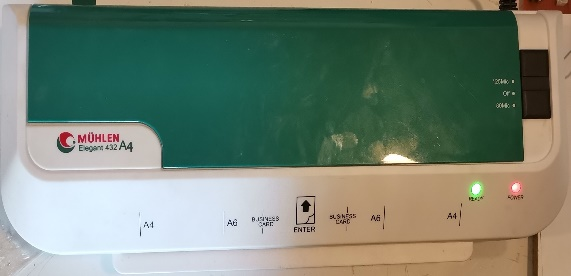 125Mic
Off
80Mic
MÜHLEN
Elegant 432 A4
READY
POWER
A4
A6
BUSINESS
CARD
ENTER
BUSINESS
CARD
A6
A4